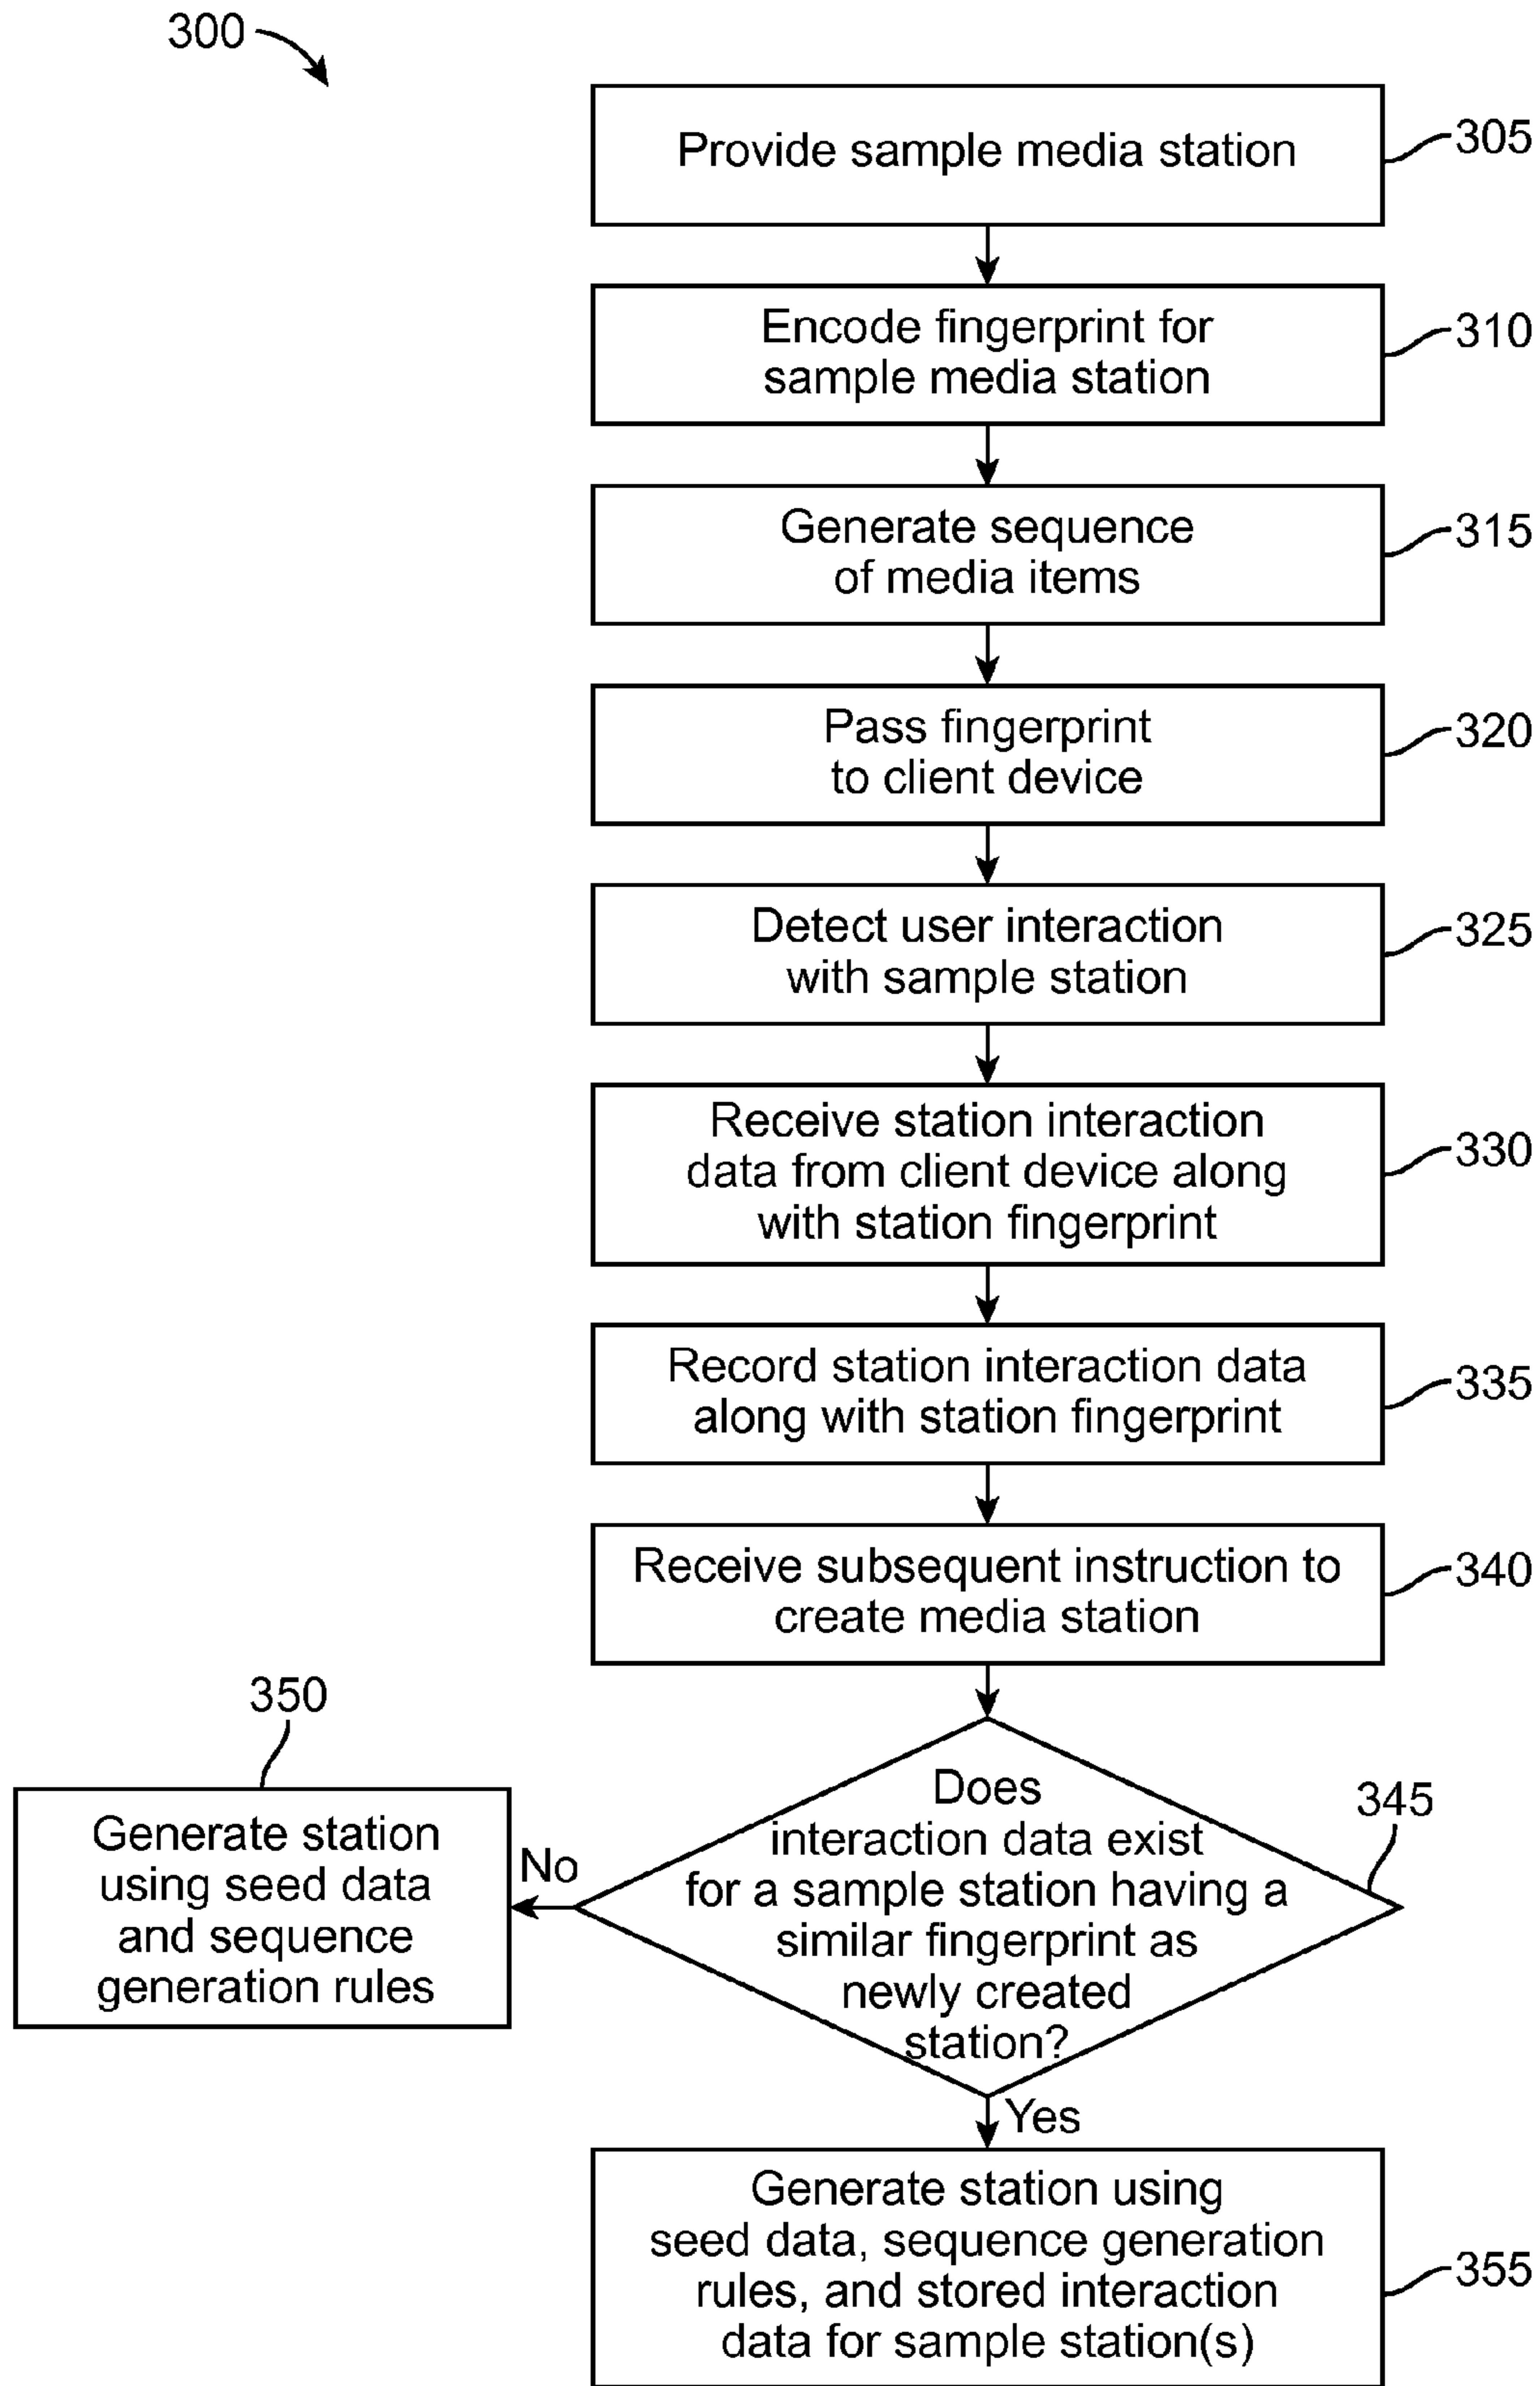 300
Provide sample media station
305
Encode fingerprint for
sample media station
310
Generate sequence
of media items
315
Pass fingerprint
to client device
320
Detect user interaction
with sample station
325
Receive station interaction
data from client device along
with station fingerprint
330
Record station interaction data
along with station fingerprint
335
Receive subsequent instruction to
create media station
340
Does
interaction data exist
for a sample station having a
similar fingerprint as
newly created
station?
345
No
350
Generate station
using seed data
and sequence
generation rules
Yes
Generate station using
seed data, sequence generation
rules, and stored interaction
data for sample station(s)
355